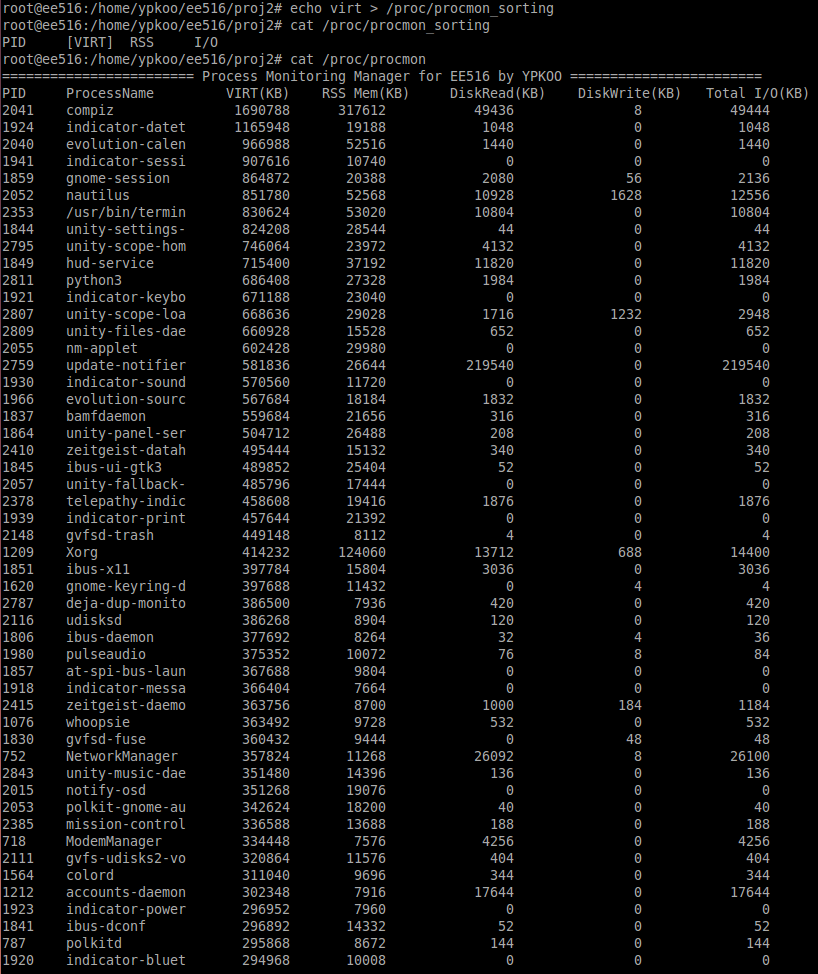 root@ee516:/home/ypkoo/ee516/proj2# echo virt > /proc/procmon_sorting
root@ee516:/home/ypkoo/ee516/proj2# cat /proc/procmon_sorting
PID [VIRT] RSS I/O
root@ee516:/home/ypkoo/ee516/proj2# cat /proc/procmon
======================== Process Monitoring Manager for EE516 by YPKOO ========================
PID ProcessName VIRT(KB) RSS Mem(KB) DiskRead(KB) DiskWrite(KB) Total I/O(KB)
2041 compiz 1690788 317612 49436 8 49444
1924 indicator-datet 1165948 19188 1048 0 1048
2040 evolution-calen 966988 52516 1440 0 1440
1941 indicator-sessi 907616 10740 0 0 0
1859 gnome-session 864872 20388 2080 56 2136
2052 nautilus 851780 52568 10928 1628 12556
2353 /usr/bin/termin 830624 53020 10804 0 10804
1844 unity-settings- 824208 28544 44 0 44
2795 unity-scope-hom 746064 23972 4132 0 4132
1849 hud-service 715400 37192 11820 0 11820
2811 python3 686408 27328 1984 0 1984
1921 indicator-keybo 671188 23040 0 0 0
2807 unity-scope-loa 668636 29028 1716 1232 2948
2809 unity-files-dae 660928 15528 652 0 652
2055 nm-applet 602428 29980 0 0 0
2759 update-notifier 581836 26644 219540 0 219540
1930 indicator-sound 570560 11720 0 0 0
1966 evolution-sourc 567684 18184 1832 0 1832
1837 bamfdaemon 559684 21656 316 0 316
1864 unity-panel-ser 504712 26488 208 0 208
2410 zeitgeist-datah 495444 15132 340 0 340
1845 ibus-ui-gtk3 489852 25404 52 0 52
2057 unity-fallback- 485796 17444 0 0 0
2378 telepathy-indic 458608 19416 1876 0 1876
1939 indicator-print 457644 21392 0 0 0
2148 gvfsd-trash 449148 8112 4 0 4
1209 Xorg 414232 124060 13712 688 14400
1851 ibus-x11 397784 15804 3036 0 3036
1620 gnome-keyring-d 397688 11432 0 4 4
2787 deja-dup-monito 386500 7936 420 0 420
2116 udisksd 386268 8904 120 0 120
1806 ibus-daemon 377692 8264 32 4 36
1980 pulseaudio 375352 10072 76 8 84
1857 at-spi-bus-laun 367688 9804 0 0 0
1918 indicator-messa 366404 7664 0 0 0
2415 zeitgeist-daemo 363756 8700 1000 184 1184
1076 whoopsie 363492 9728 532 0 532
1830 gvfsd-fuse 360432 9444 0 48 48
752 NetworkManager 357824 11268 26092 8 26100
2843 unity-music-dae 351480 14396 136 0 136
2015 notify-osd 351268 19076 0 0 0
2053 polkit-gnome-au 342624 18200 40 0 40
2385 mission-control 336588 13688 188 0 188
718 ModemManager 334448 7576 4256 0 4256
2111 gvfs-udisks2-vo 320864 11576 404 0 404
1564 colord 311040 9696 344 0 344
1212 accounts-daemon 302348 7916 17644 0 17644
1923 indicator-power 296952 7960 0 0 0
1841 ibus-dconf 296892 14332 52 0 52
787 polkitd 295868 8672 144 0 144
1920 indicator-bluet 294968 10008 0 0 0